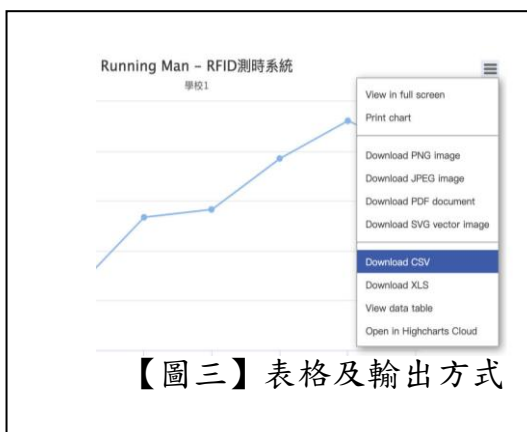 Running Man - RFID測時系統
學校1
View in full screen
Print chart
Download PNG image
Download JPEG image
Download PDF document
Download SVG vector image
Download CSV
Download XLS
View data table
Open in Highcharts Cloud
【圖三】表格及輸出方式